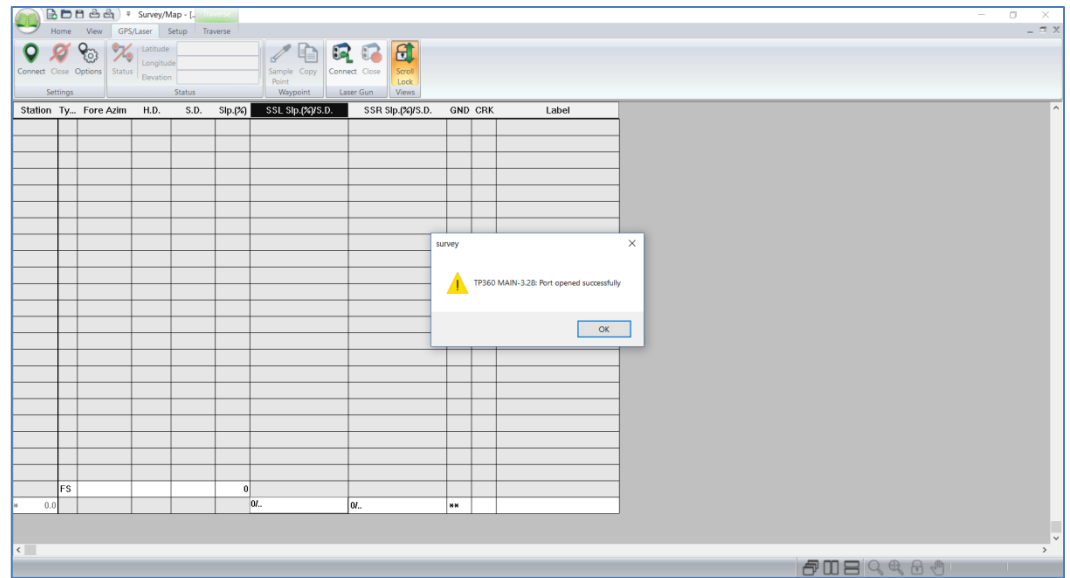 Survey/Map - [..
Home View GPS/Laser Setup Traverse
Connect Close Options Status Latitude
Longitude
Elevation
Sample Point Copy Connect Close Scroll Lock
Settings Status Waypoint Laser Gun Views
Station Ty... Fore Azim H.D. S.D. Slp.(%) SSL Slp.(%)/S.D. SSR Slp.(%)/S.D. GND CRK Label
survey
TP360 MAIN-3.28: Port opened successfully
OK
FS 0
* 0.0 0/.. 0/.. **